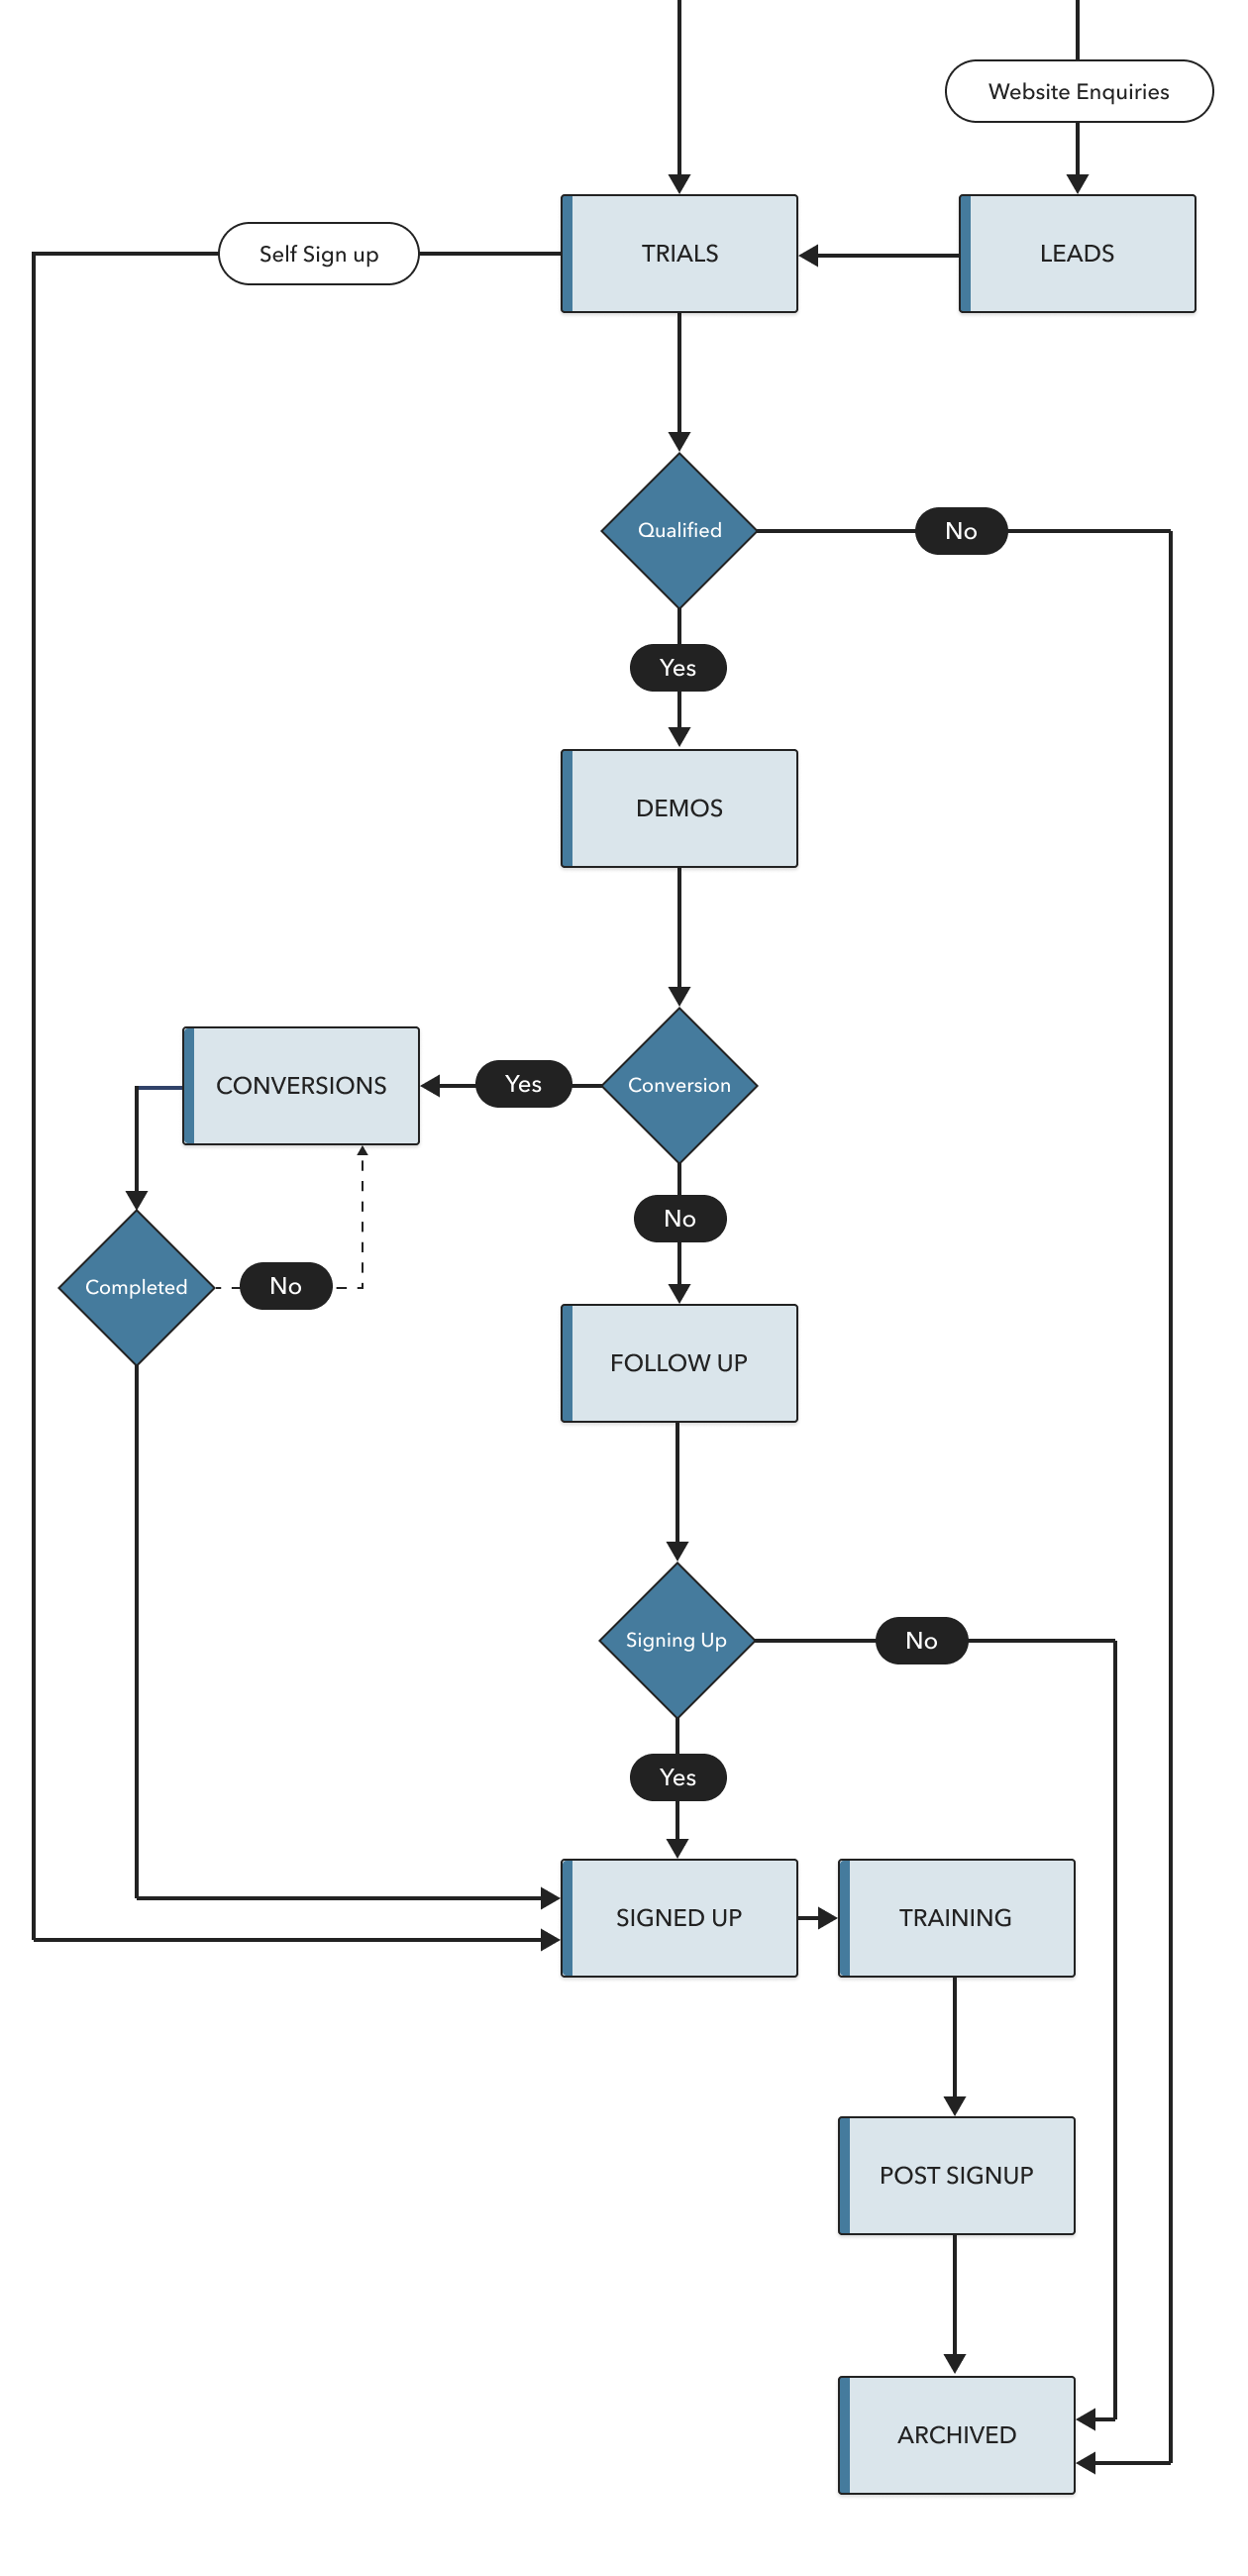 Website Enquiries
Self Sign up
TRIALS
LEADS
Qualified
No
Yes
DEMOS
CONVERSIONS
Yes
Conversion
No
Completed
No
FOLLOW UP
Signing Up
No
Yes
SIGNED UP
TRAINING
POST SIGNUP
ARCHIVED